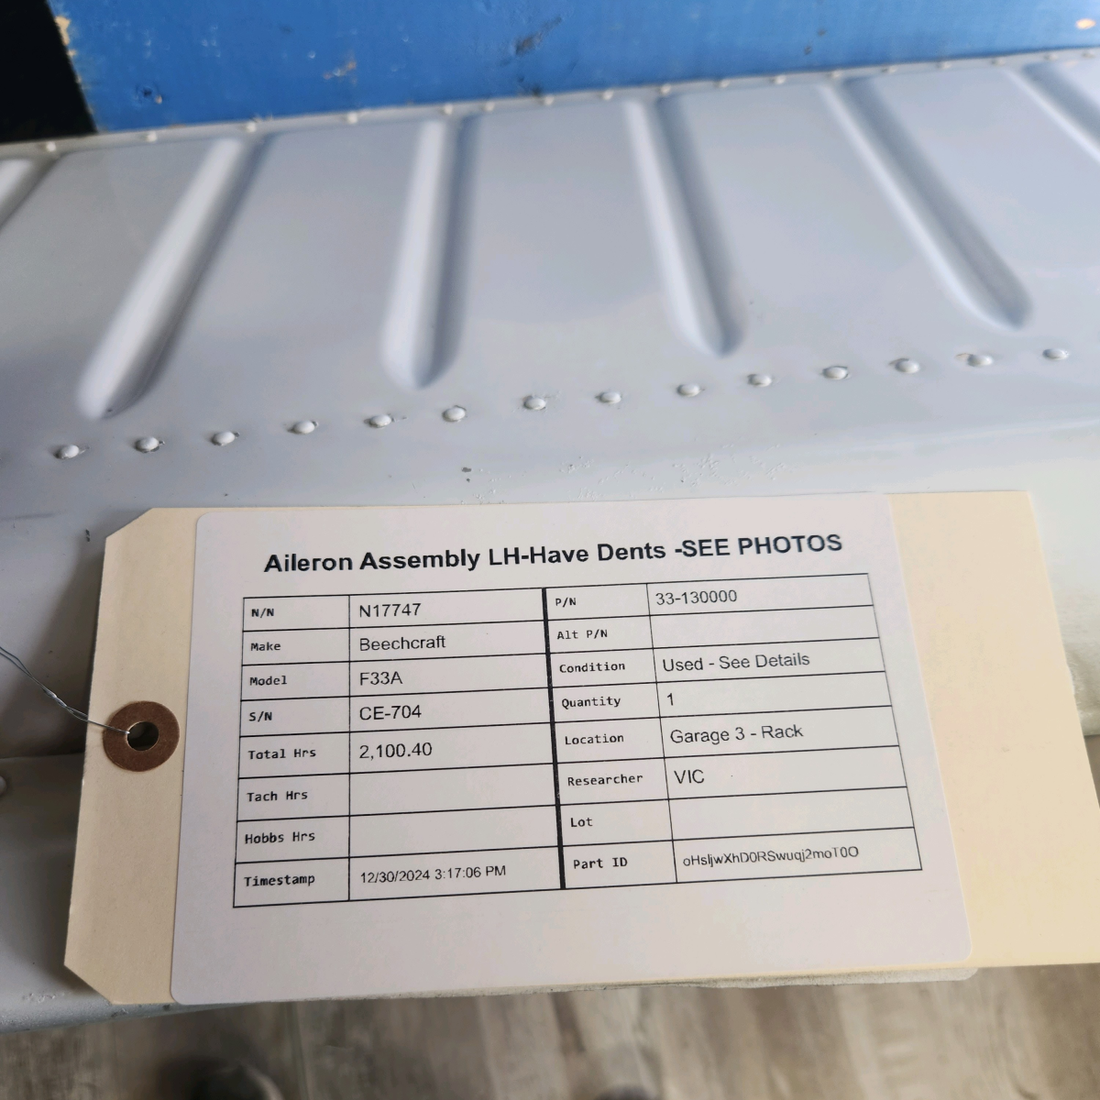 Aileron Assembly LH-Have Dents -SEE PHOTOS
N/N N17747 P/N 33-130000
Make Beechcraft Alt P/N
Model F33A Condition Used - See Details
S/N CE-704 Quantity 1
Total Hrs 2,100.40 Location Garage 3 - Rack
Tach Hrs Researcher VIC
Hobbs Hrs Lot
Timestamp 12/30/2024 3:17:06 PM Part ID oHsljwXhD0RSwuqj2moT0O